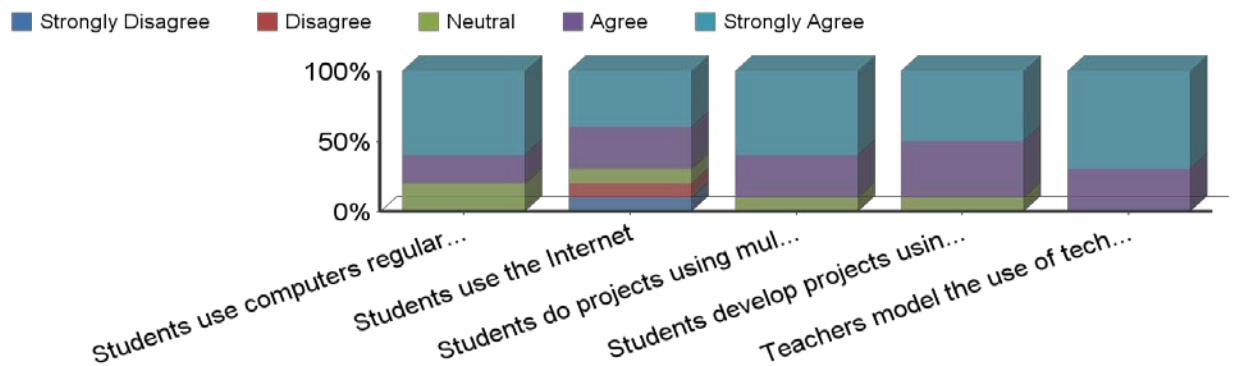 Strongly Disagree Disagree Neutral Agree Strongly Agree
100%
50%
0%
Students use computers regular...
Students use the Internet
Students do projects using mul...
Students develop projects usin...
Teachers model the use of tech...